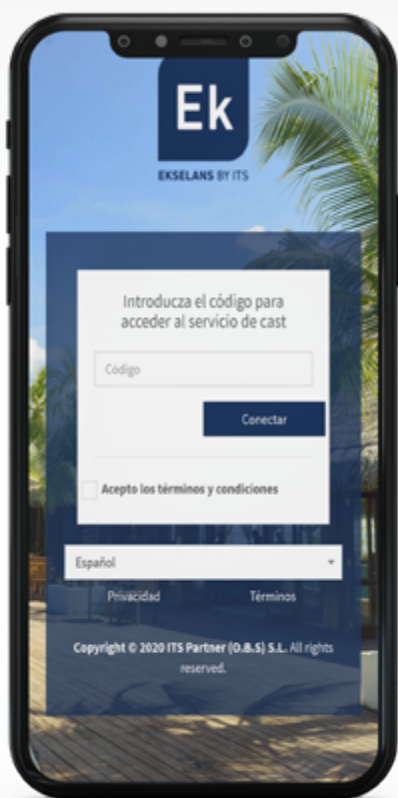 Ek
EKSELANS BY ITS
Introduzca el código para
acceder al servicio de cast
Código
Conectar
Acepto los términos y condiciones
Español
Privacidad
Términos
Copyright © 2020 ITS Partner (O.B.S) S.L. All rights
reserved.